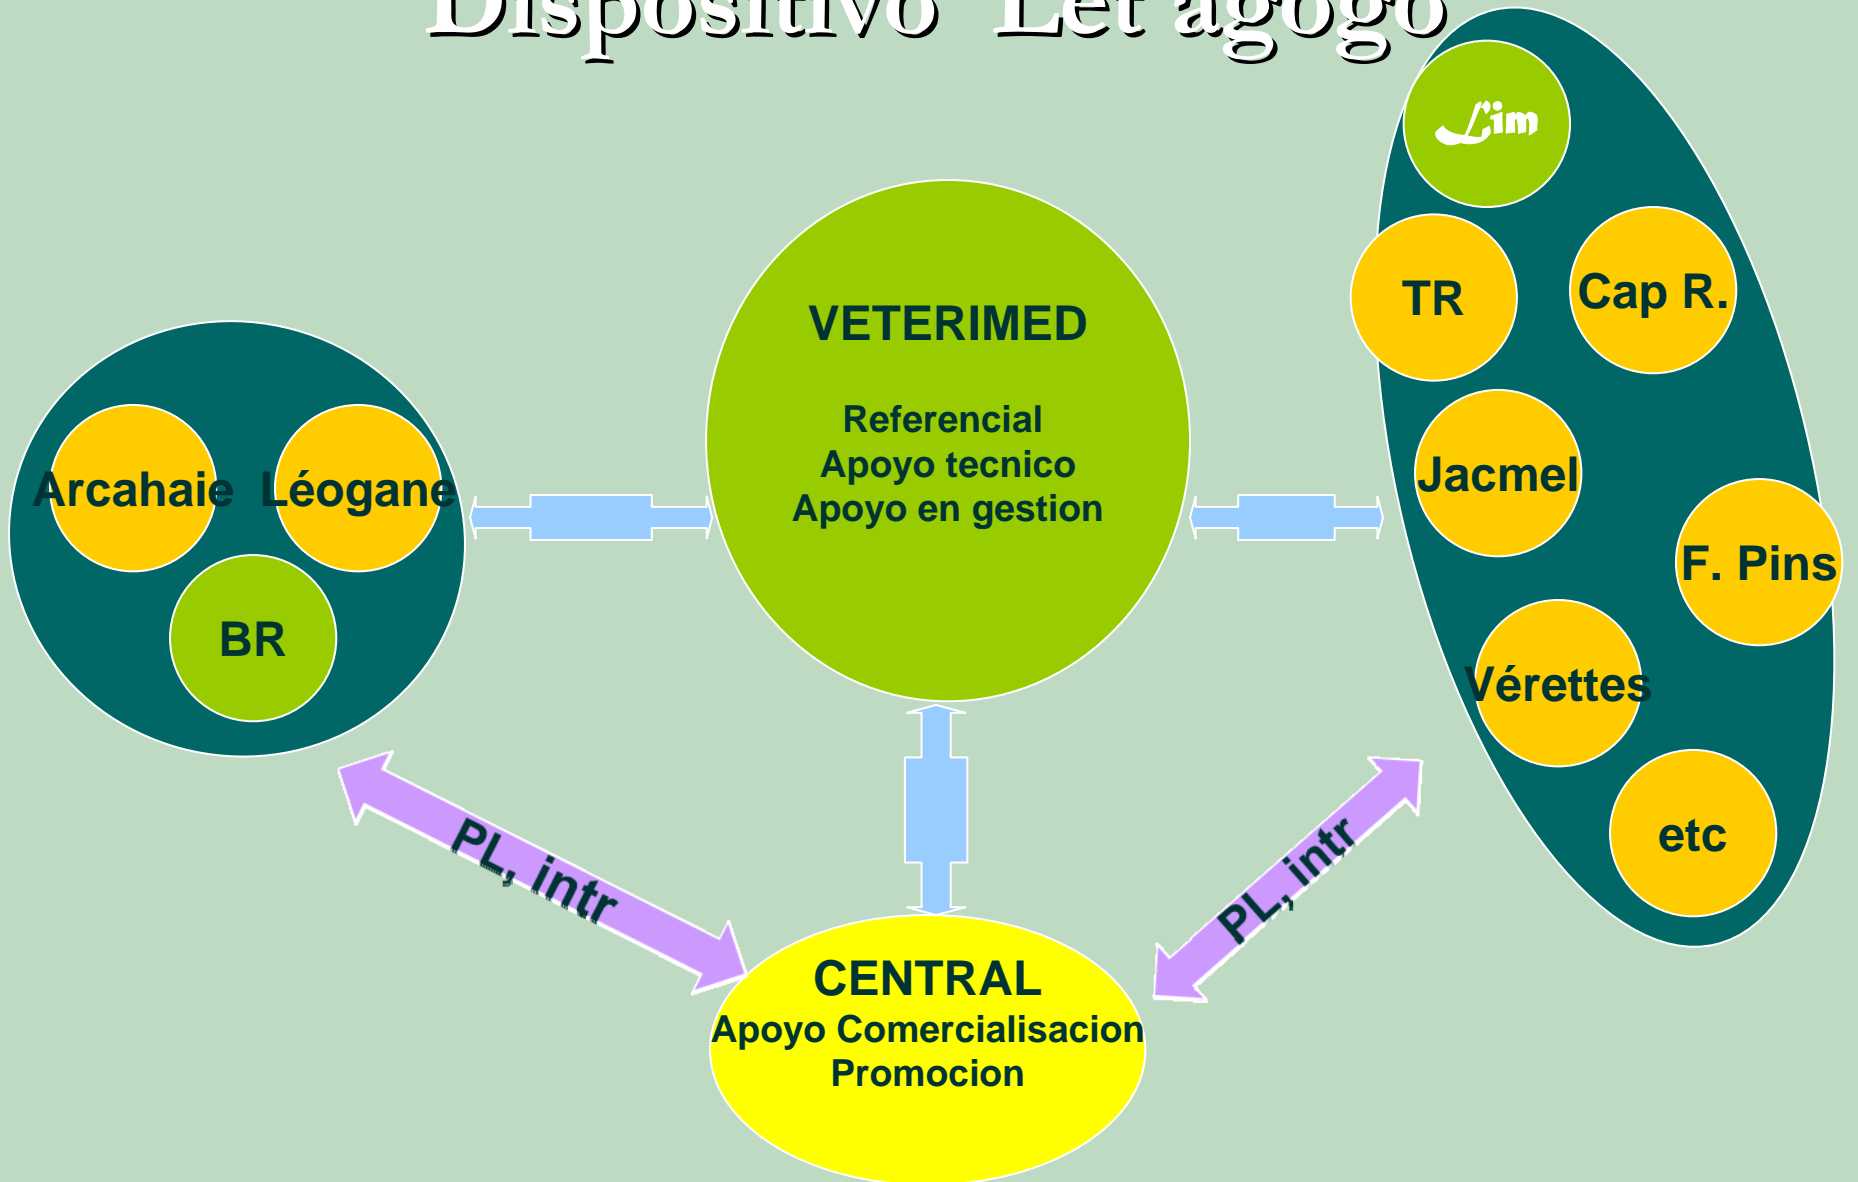 Dispositivo Let agogo
Lim
TR
Cap R.
VETERIMED
Referencial
Apoyo tecnico
Apoyo en gestion
Arcahaie
Léogane
BR
Jacmel
F. Pins
Vérettes
etc
PL, intr
PL, intr
CENTRAL
Apoyo Comercialisacion
Promocion